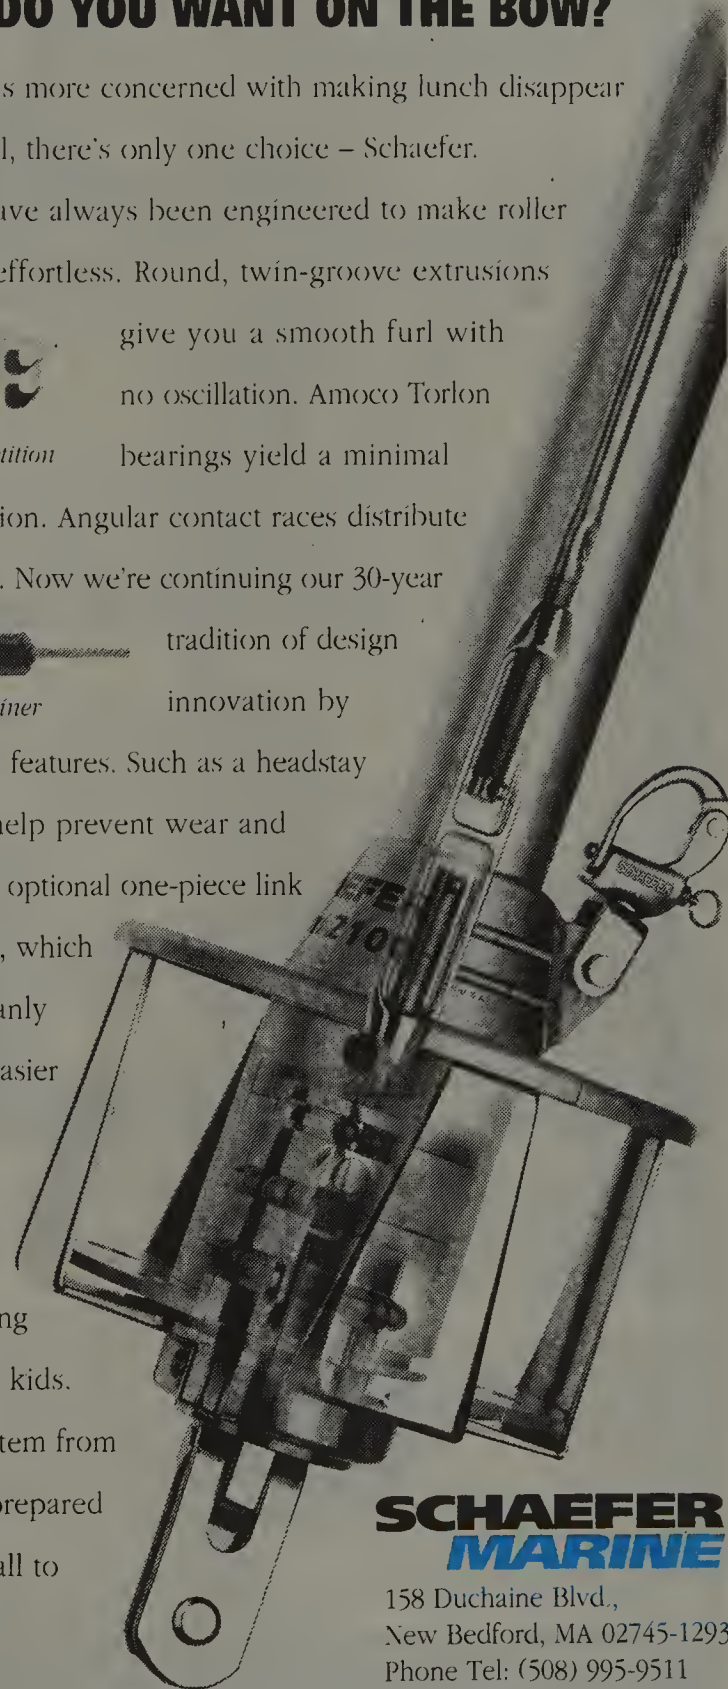 DO YOU WANT ON THE BOW?
s more concerned with making lunch disappear
l, there's only one choice – Schaefer.
ave always been engineered to make roller
effortless. Round, twin-groove extrusions
give you a smooth furl with
no oscillation. Amoco Torlon
tition bearings yield a minimal
ion. Angular contact races distribute
. Now we're continuing our 30-year
tradition of design
iner innovation by
features. Such as a headstay
help prevent wear and
optional one-piece link
, which
anly
asier
ng
kids.
tem from
prepared
all to
EFE
2100
SCHAEFER
SCHAEFER
MARINE
158 Duchaine Blvd.,
New Bedford, MA 02745-1293
Phone Tel: (508) 995-9511